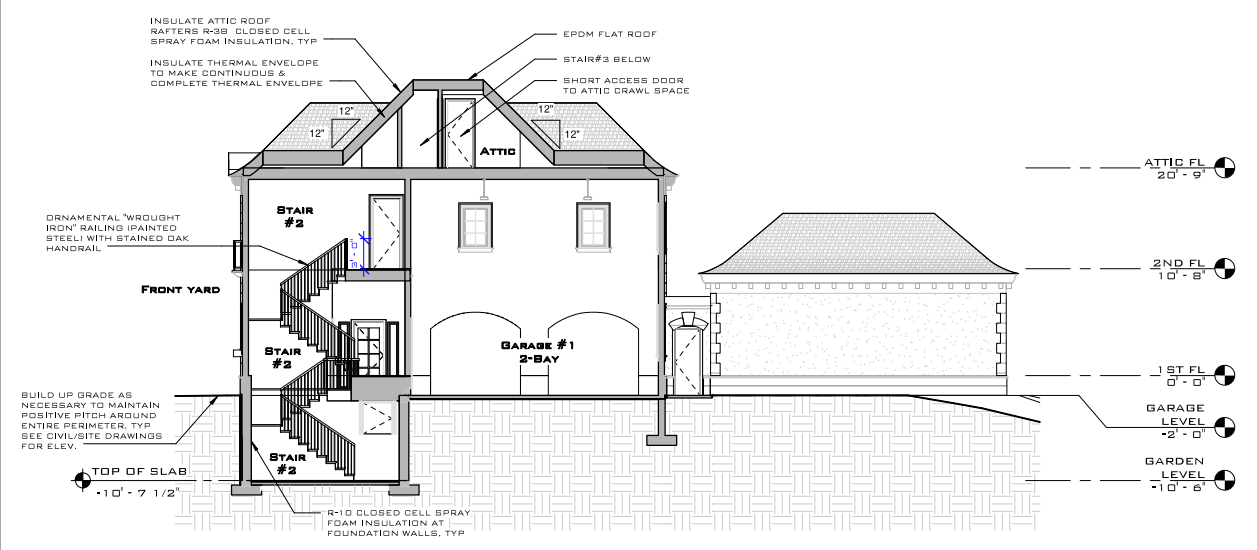 INSULATE ATTIC ROOF
RAFTERS R-38 CLOSED CELL
SPRAY FOAM INSULATION, TYP
INSULATE THERMAL ENVELOPE
TO MAKE CONTINUOUS &
COMPLETE THERMAL ENVELOPE
EPDM FLAT ROOF
STAIR#3 BELOW
SHORT ACCESS DOOR
TO ATTIC CRAWL SPACE
12"
12"
12"
12"
ATTIC
ATTIC FL
20' - 9"
ORNAMENTAL "WROUGHT
IRON" RAILING (PAINTED
STEEL) WITH STAINED OAK
HANDRAIL
STAIR
#2
3' - 0"
2ND FL
10' - 8"
FRONT YARD
STAIR
#2
GARAGE #1
2-BAY
1ST FL
0' - 0"
BUILD UP GRADE AS
NECESSARY TO MAINTAIN
POSITIVE PITCH AROUND
ENTIRE PERIMETER, TYP
SEE CIVIL/SITE DRAWINGS
FOR ELEV.
GARAGE
LEVEL
-2' - 0"
STAIR
#2
TOP OF SLAB
-10' - 7 1/2"
GARDEN
LEVEL
-10' - 6"
R-10 CLOSED CELL SPRAY
FOAM INSULATION AT
FOUNDATION WALLS, TYP